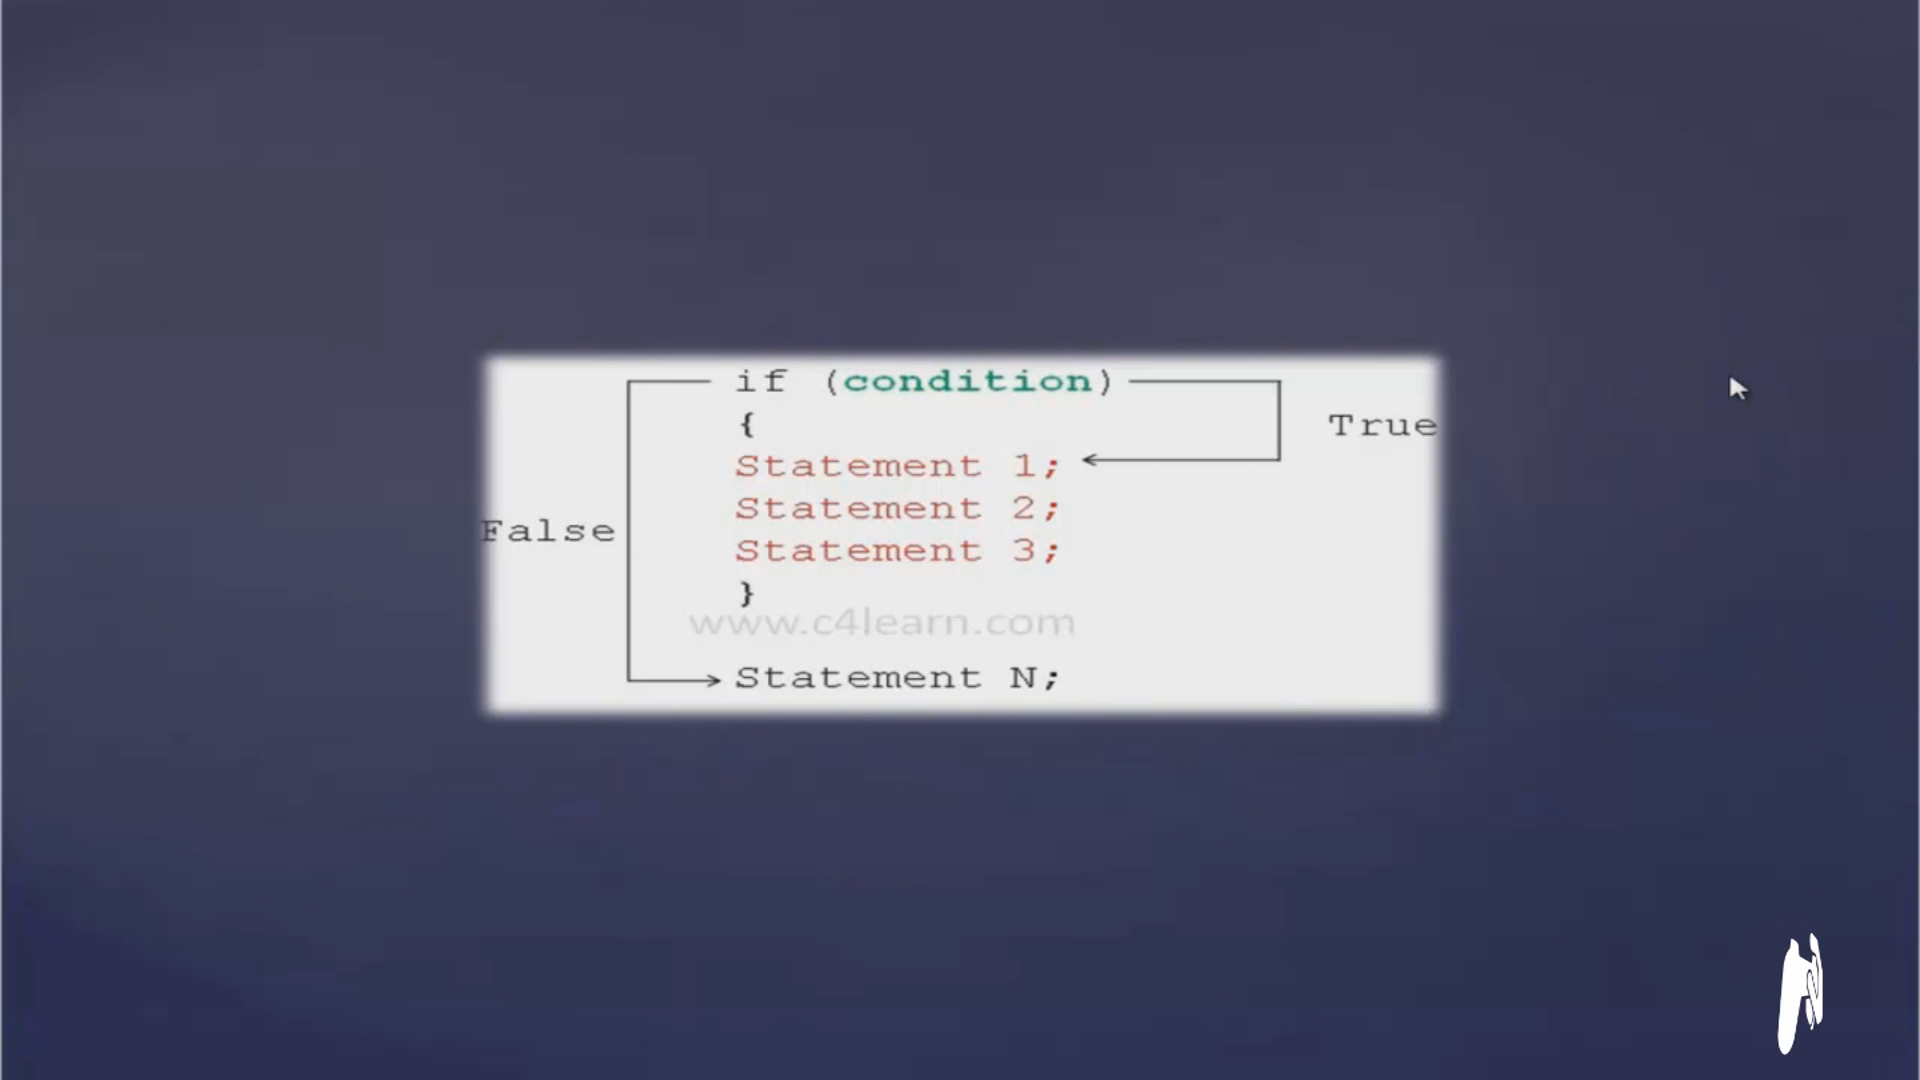 if (condition)
{
True
Statement 1;
Statement 2;
False
Statement 3;
}
www.c4learn.com
Statement N;